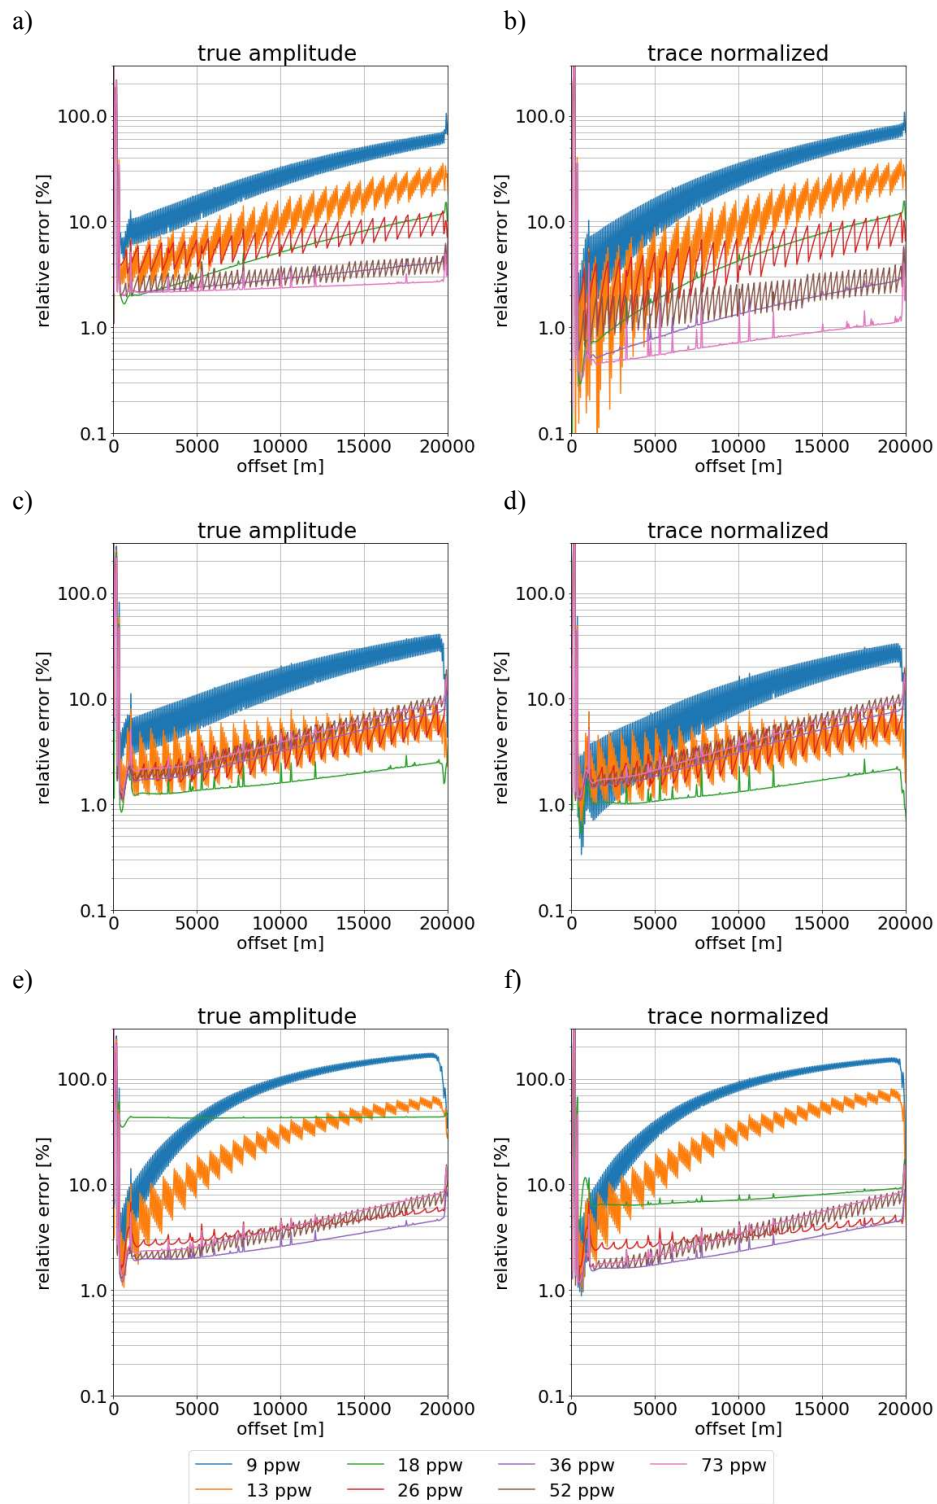 a) b)
true amplitude trace normalized
100.0 100.0
10.0 10.0
1.0 1.0
0.1 0.1
relative error [%] relative error [%]
0 5000 10000 15000 20000 0 5000 10000 15000 20000
offset [m] offset [m]
c) d)
true amplitude trace normalized
100.0 100.0
10.0 10.0
1.0 1.0
0.1 0.1
relative error [%] relative error [%]
0 5000 10000 15000 20000 0 5000 10000 15000 20000
offset [m] offset [m]
e) f)
true amplitude trace normalized
100.0 100.0
10.0 10.0
1.0 1.0
0.1 0.1
relative error [%] relative error [%]
0 5000 10000 15000 20000 0 5000 10000 15000 20000
offset [m] offset [m]
9 ppw 18 ppw 36 ppw 73 ppw
13 ppw 26 ppw 52 ppw